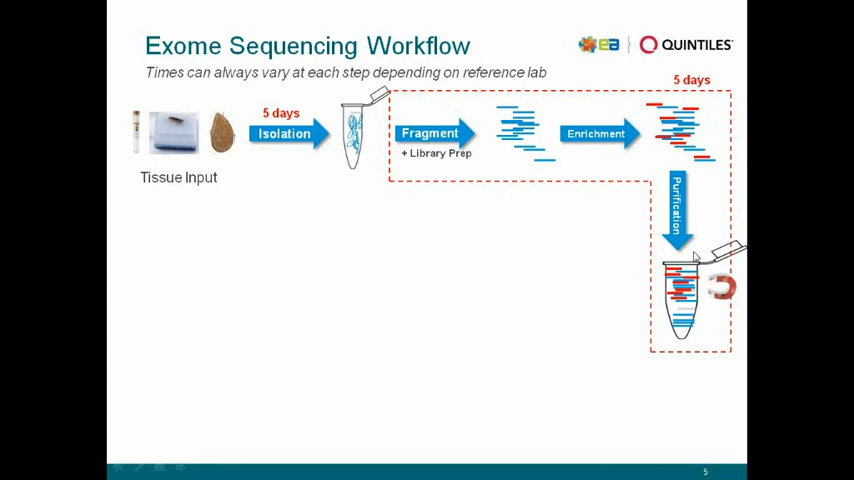 Exome Sequencing Workflow
ea QUINTILES
Times can always vary at each step depending on reference lab
5 days
5 days
Isolation
Fragment
Enrichment
+ Library Prep
Tissue Input
Purification
5